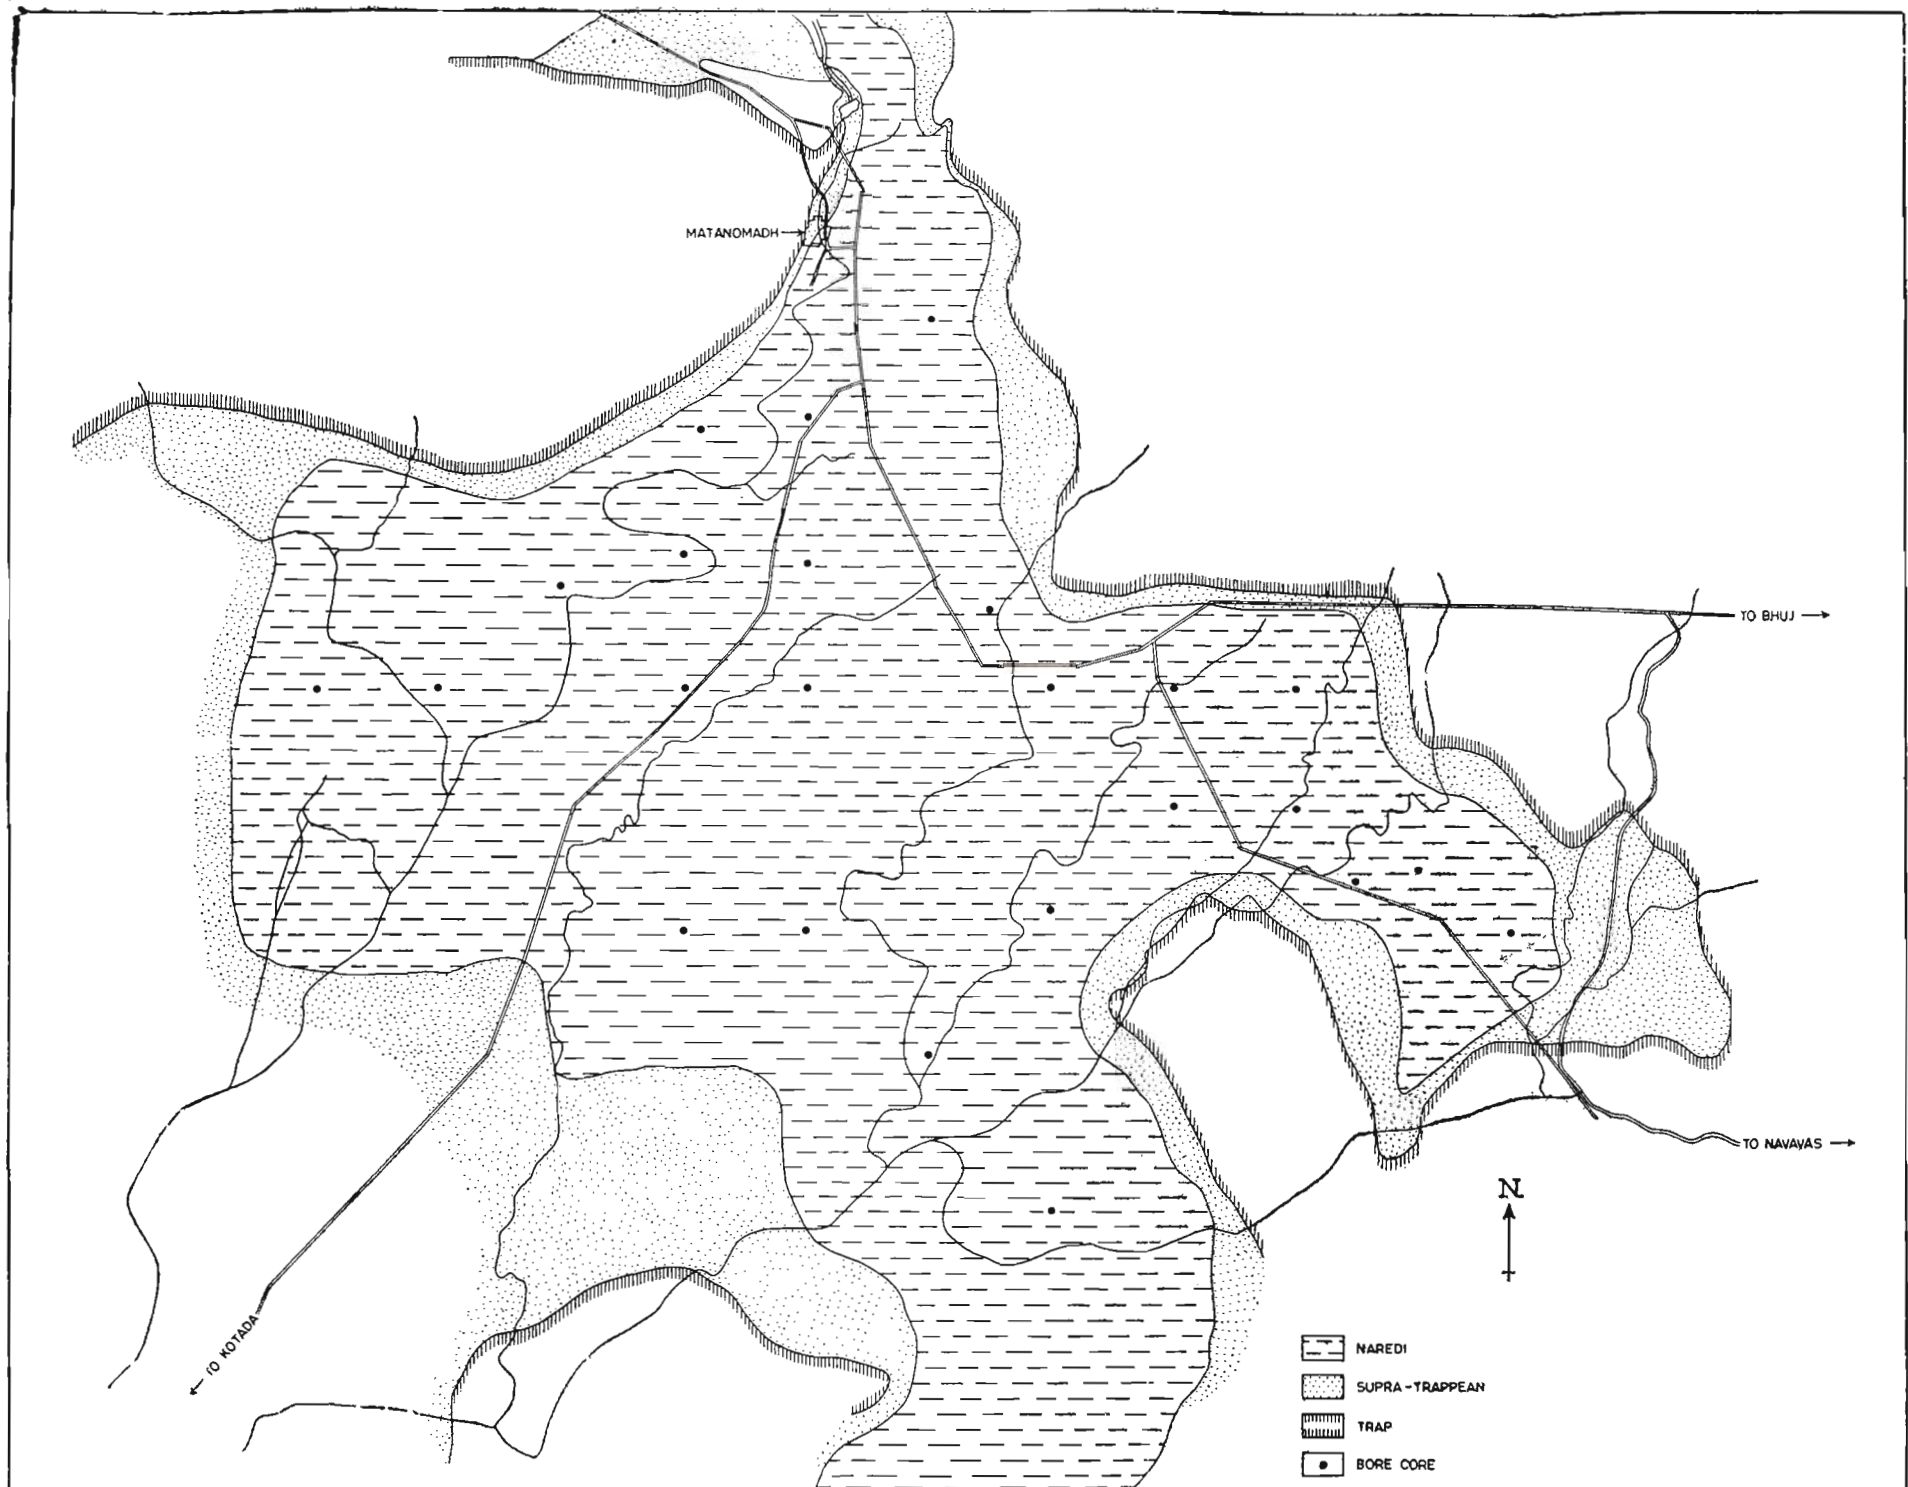 MATANOMADH
TO BHUJ
TO NAVAVAS
N
TO KOTADA
NAREDI
SUPRA-TRAPPEAN
TRAP
BORE CORE